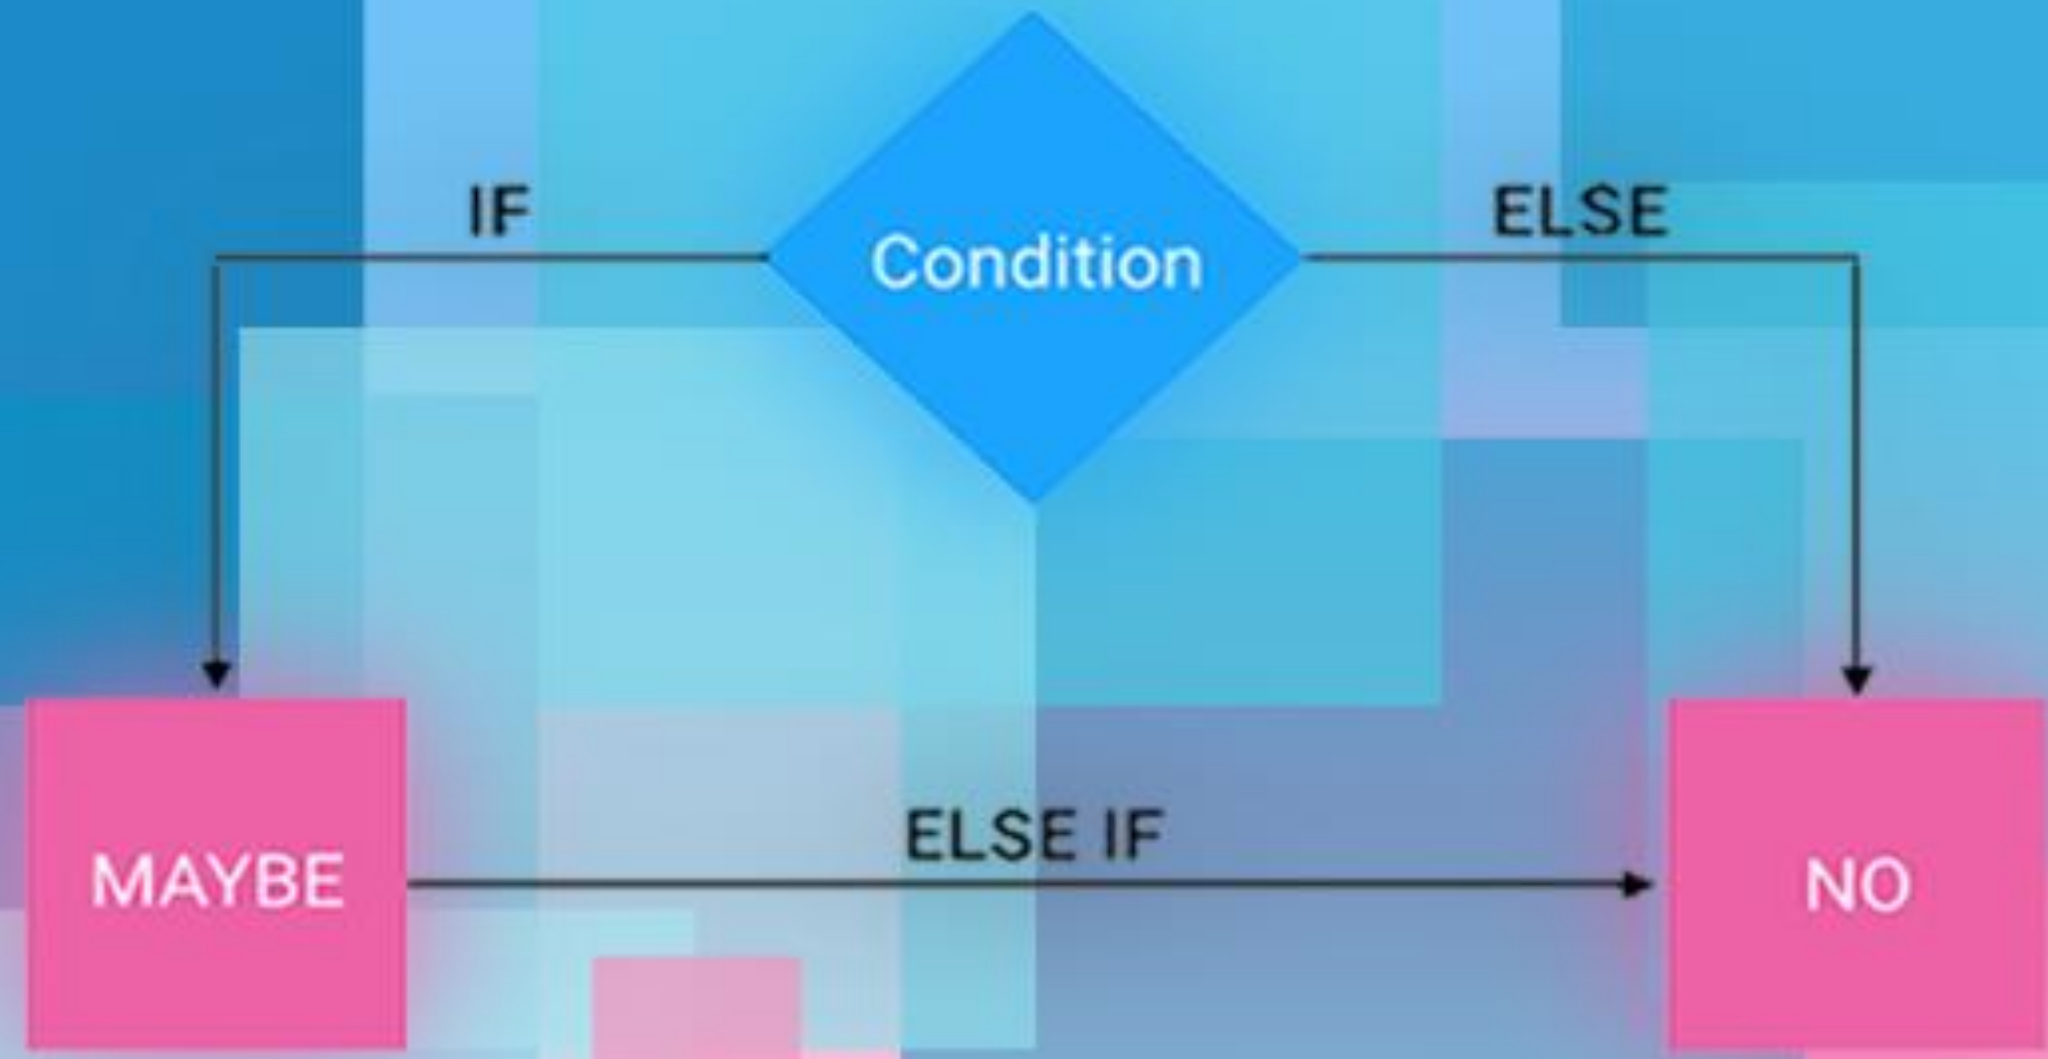 IF
ELSE
Condition
ELSE IF
MAYBE
NO